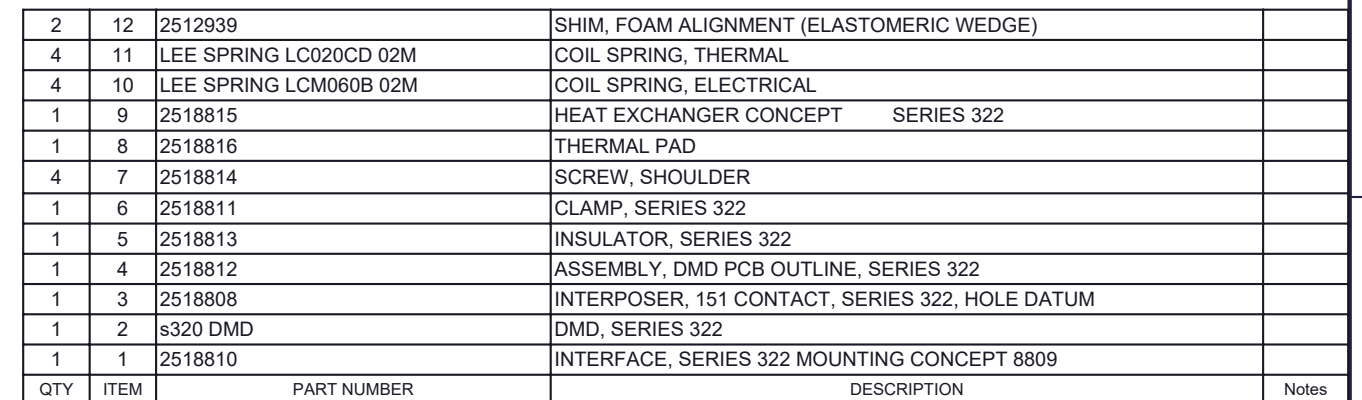 2 12 2512939 SHIM, FOAM ALIGNMENT (ELASTOMERIC WEDGE)
4 11 LEE SPRING LC020CD 02M COIL SPRING, THERMAL
4 10 LEE SPRING LCM060B 02M COIL SPRING, ELECTRICAL
1 9 2518815 HEAT EXCHANGER CONCEPT SERIES 322
1 8 2518816 THERMAL PAD
4 7 2518814 SCREW, SHOULDER
1 6 2518811 CLAMP, SERIES 322
1 5 2518813 INSULATOR, SERIES 322
1 4 2518812 ASSEMBLY, DMD PCB OUTLINE, SERIES 322
1 3 2518808 INTERPOSER, 151 CONTACT, SERIES 322, HOLE DATUM
1 2 s320 DMD DMD, SERIES 322
1 1 2518810 INTERFACE, SERIES 322 MOUNTING CONCEPT 8809
QTY ITEM PART NUMBER DESCRIPTION Notes